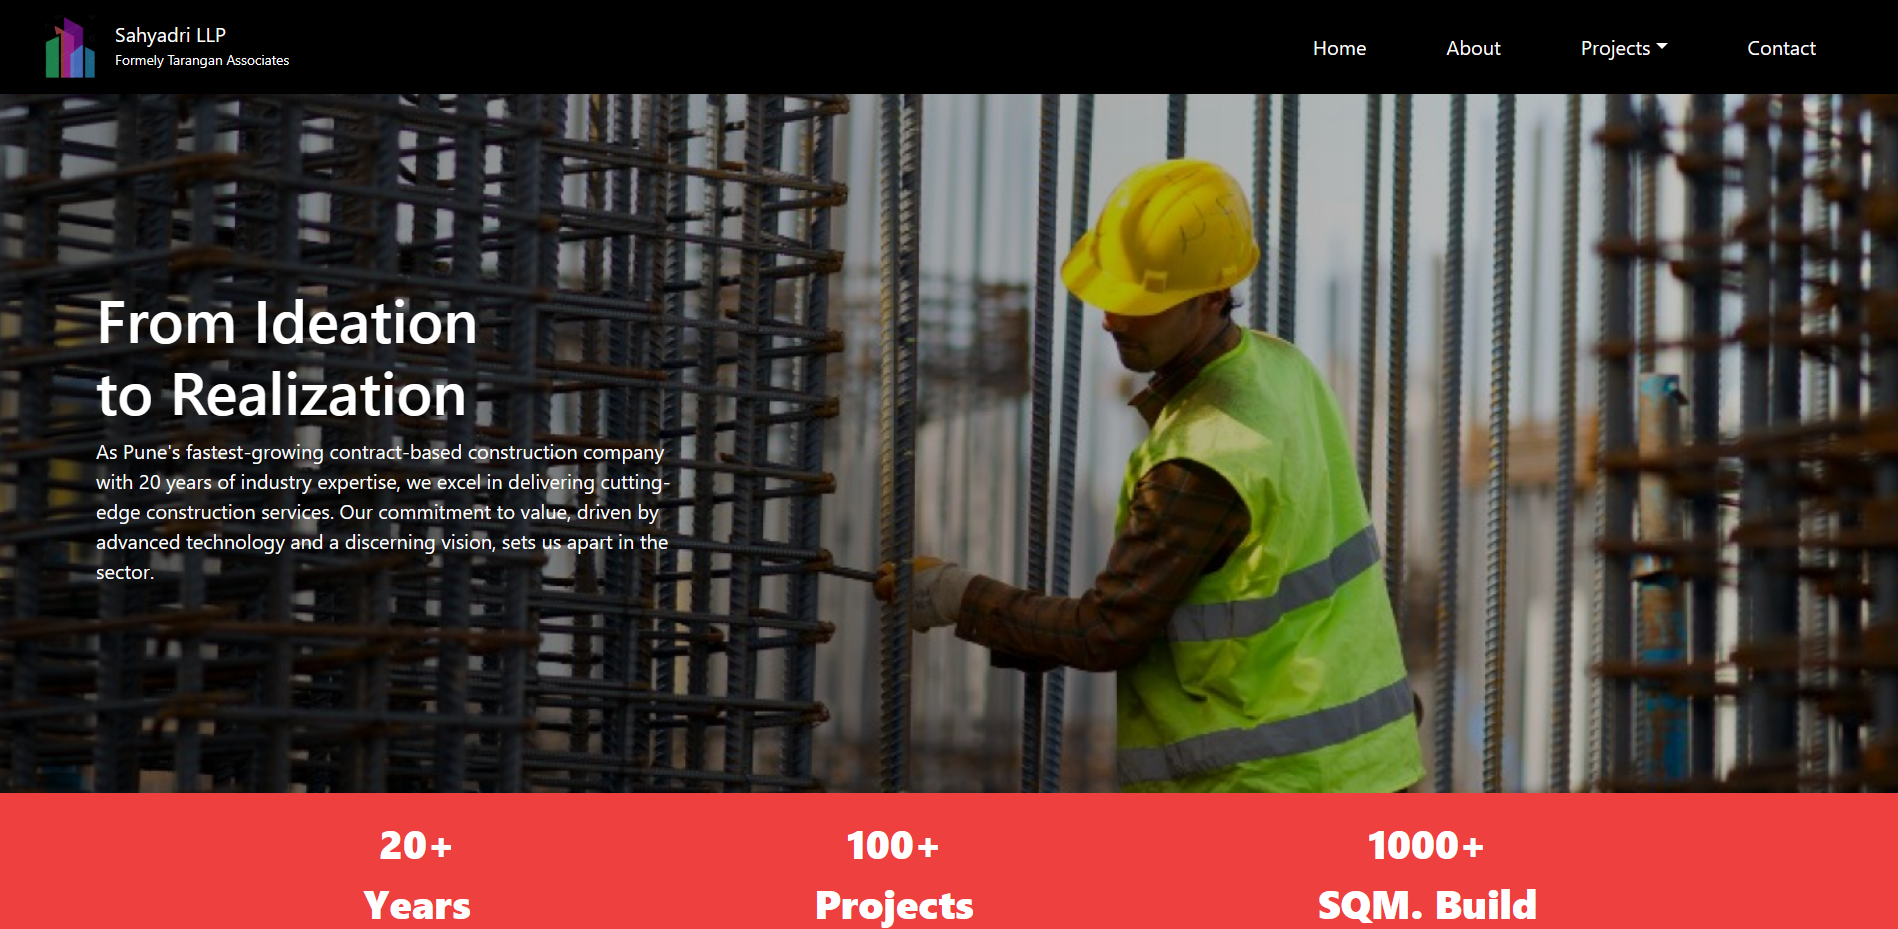 Sahyadri LLP
Formely Tarangan Associates
Home About Projects Contact
From Ideation
to Realization
As Pune's fastest-growing contract-based construction company
with 20 years of industry expertise, we excel in delivering cutting-
edge construction services. Our commitment to value, driven by
advanced technology and a discerning vision, sets us apart in the
sector.
20+ 100+ 1000+
Years Projects SQM. Build